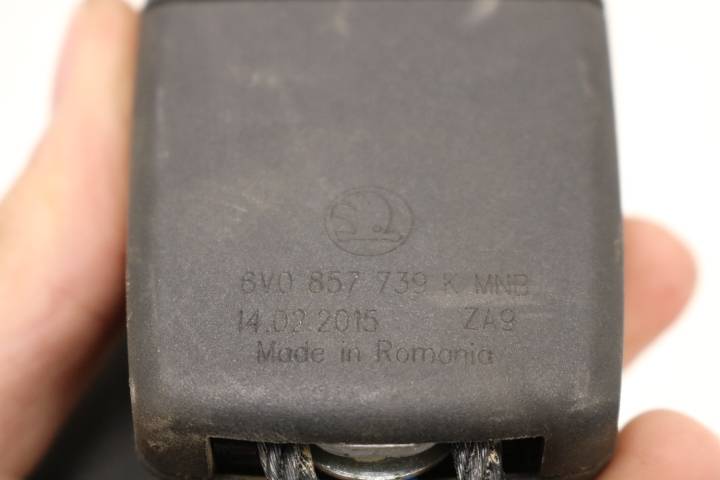 6V0 857 739 K MNB
14.02.2015 ZA9
Made in Romania